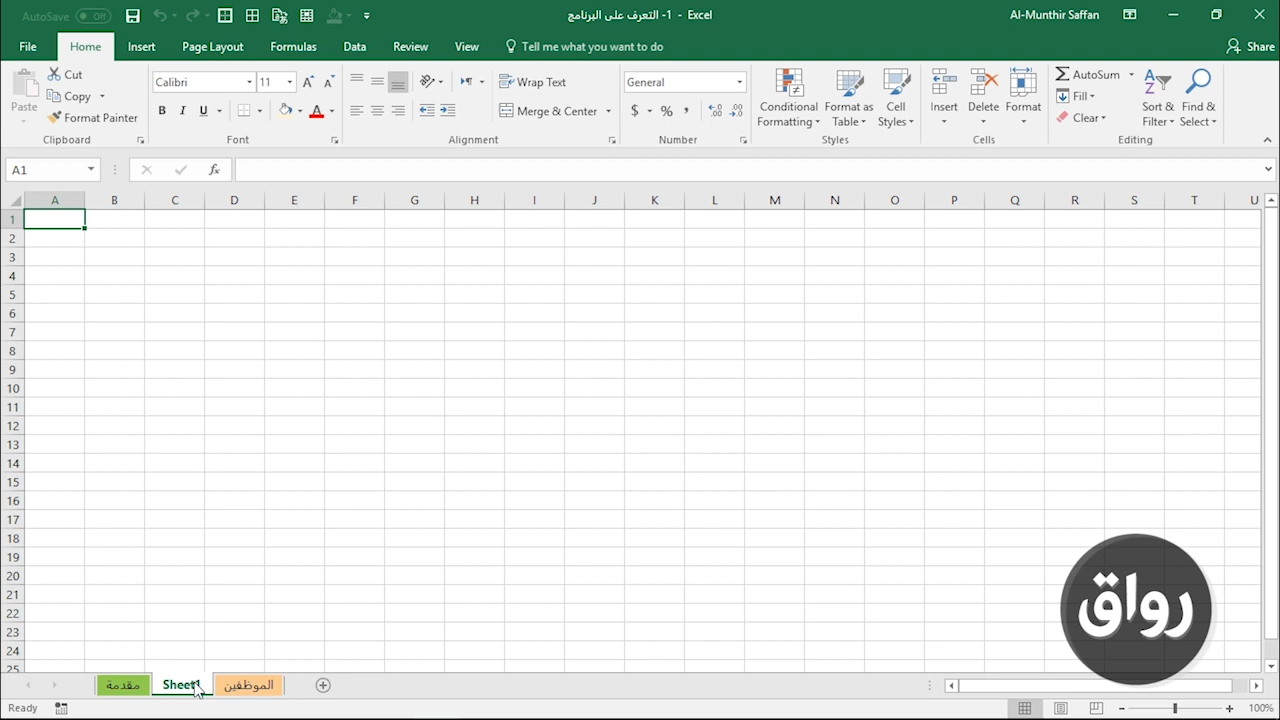 AutoSave Off
1- التعرف على البرنامج - Excel
Al-Munthir Saffan
File Home Insert Page Layout Formulas Data Review View Tell me what you want to do Share
Paste Cut Copy Format Painter
Clipboard
Calibri 11
B I U A
Font
Wrap Text
Merge & Center
Alignment
General
$ % ,
Number
Conditional Formatting
Format as Table
Cell Styles
Styles
Insert Delete Format
Cells
AutoSum
Fill
Clear
Sort & Filter
Find & Select
Editing
A1 fx
A B C D E F G H I J K L M N O P Q R S T U
1
2
3
4
5
6
7
8
9
10
11
12
13
14
15
16
17
18
19
20
21
22
23
24
25
رواق
مقدمة Sheet1 الموظفين
Ready 100%